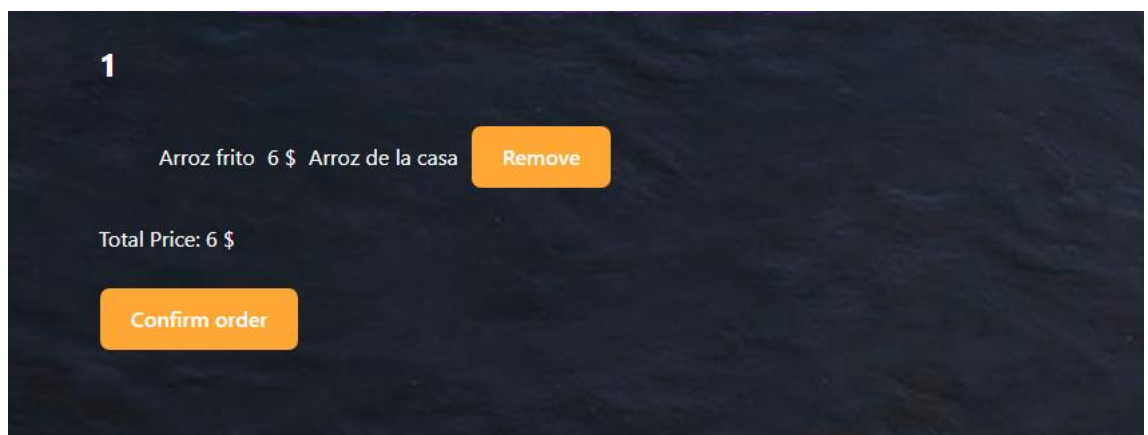 1
Arroz frito 6 $ Arroz de la casa Remove
Total Price: 6 $
Confirm order